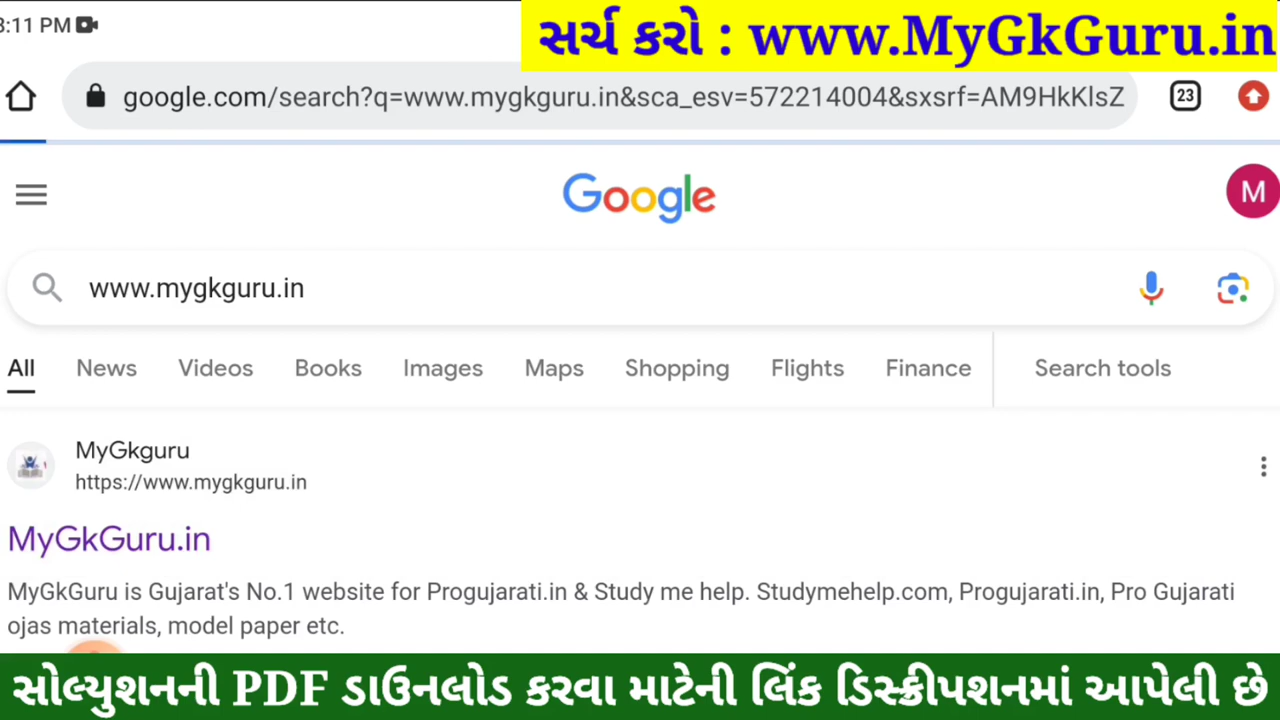 3:11 PM
સર્ચ કરો : www.MyGkGuru.in
google.com/search?q=www.mygkguru.in&sca_esv=572214004&sxsrf=AM9HkKlsZ
23
Google
M
www.mygkguru.in
All News Videos Books Images Maps Shopping Flights Finance Search tools
MyGkguru
https://www.mygkguru.in
MyGkGuru.in
MyGkGuru is Gujarat's No.1 website for Progujarati.in & Study me help. Studymehelp.com, Progujarati.in, Pro Gujarati
ojas materials, model paper etc.
સોલ્યુશનની PDF ડાઉનલોડ કરવા માટેની લિંક ડિસ્ક્રીપશનમાં આપેલી છે